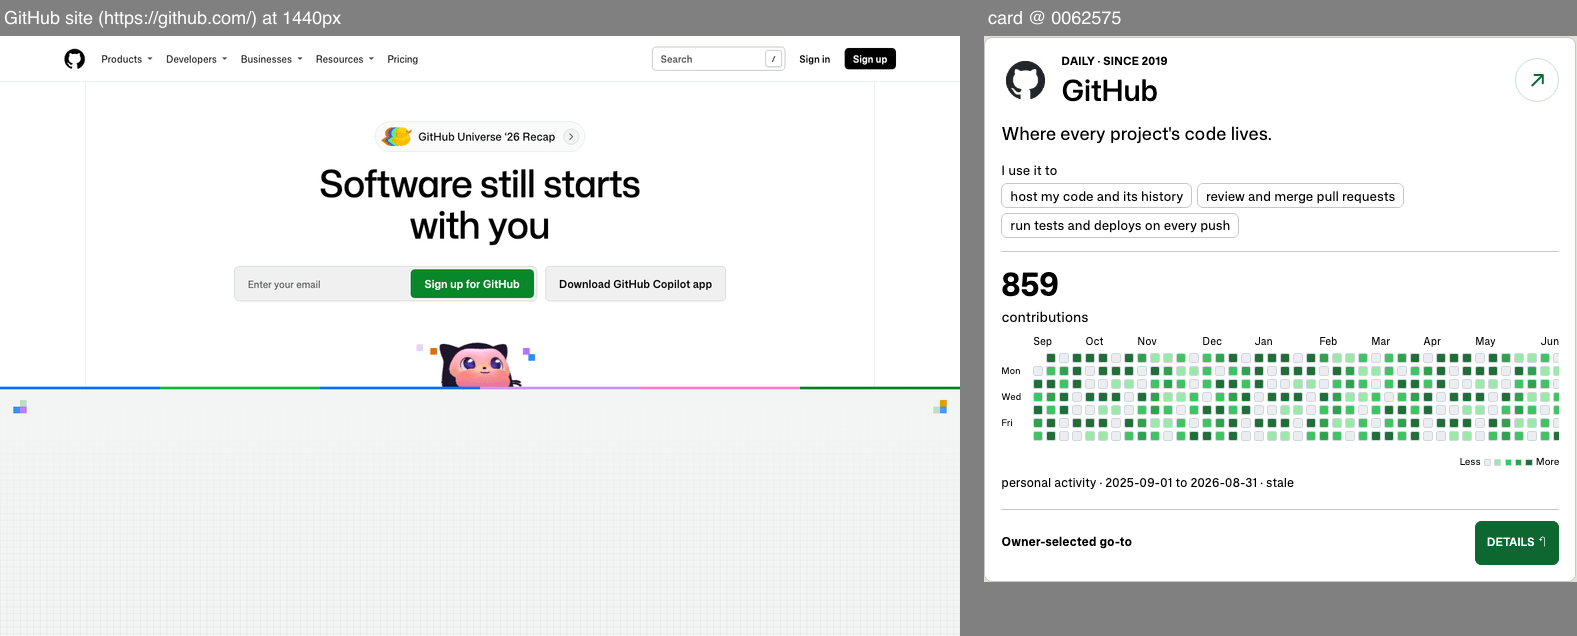 GitHub site (https://github.com/) at 1440px
Products
Developers
Businesses
Resources
Pricing
Search
/
Sign in
Sign up
GitHub Universe '26 Recap
Software still starts
with you
Enter your email
Sign up for GitHub
Download GitHub Copilot app
card @ 0062575
DAILY · SINCE 2019
GitHub
Where every project's code lives.
I use it to
host my code and its history
review and merge pull requests
run tests and deploys on every push
859
contributions
Sep Oct Nov Dec Jan Feb Mar Apr May Jun
Mon
Wed
Fri
Less More
personal activity · 2025-09-01 to 2026-08-31 · stale
Owner-selected go-to
DETAILS